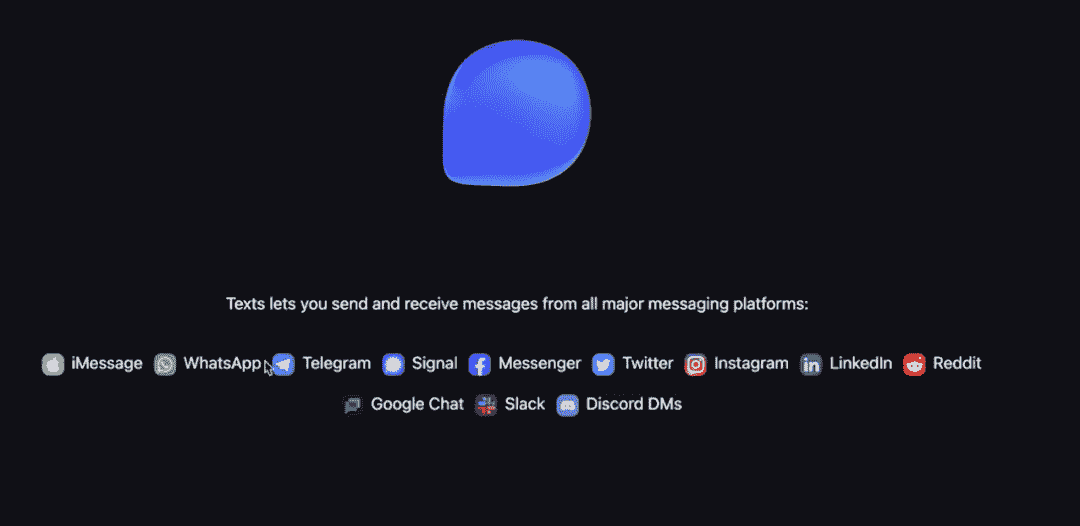 Texts lets you send and receive messages from all major messaging platforms:
iMessage WhatsApp Telegram Signal Messenger Twitter Instagram LinkedIn Reddit
Google Chat Slack Discord DMs